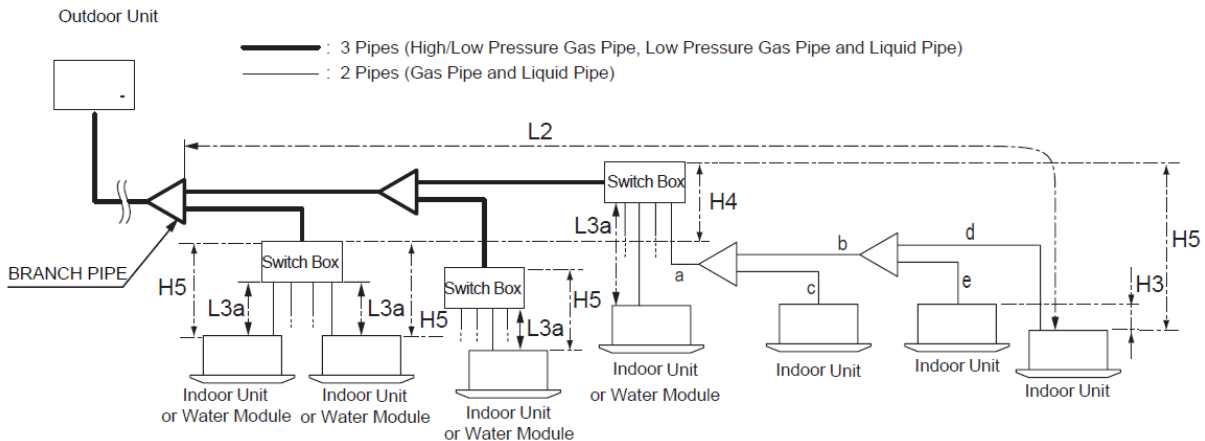 Outdoor Unit
: 3 Pipes (High/Low Pressure Gas Pipe, Low Pressure Gas Pipe and Liquid Pipe)
: 2 Pipes (Gas Pipe and Liquid Pipe)
L2
Switch Box
H4
L3a
H5
b
d
a
c
e
H3
Switch Box
BRANCH PIPE
H5
L3a
L3a
H5
Switch Box
H5
L3a
Indoor Unit
or Water Module
Indoor Unit
or Water Module
Indoor Unit
or Water Module
Indoor Unit
or Water Module
Indoor Unit
Indoor Unit
Indoor Unit